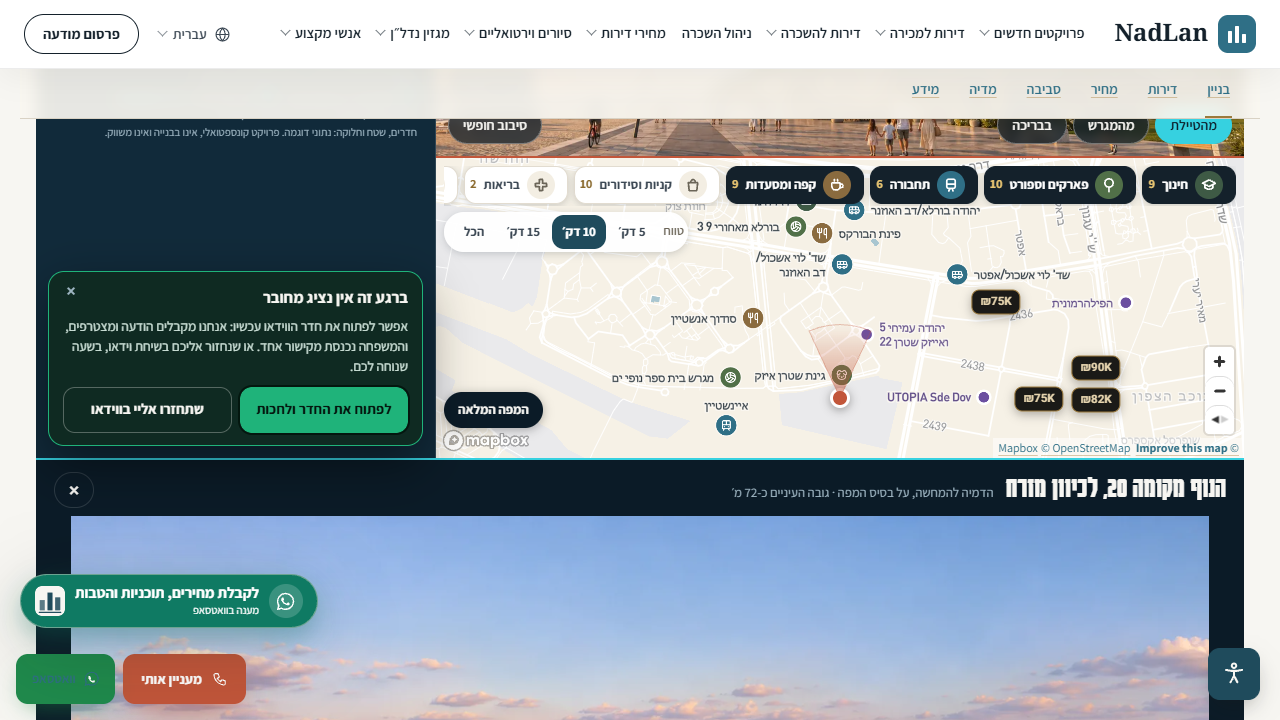 NadLan
פרויקטים חדשים
דירות למכירה
דירות להשכרה
ניהול השכרה
מחירי דירות
סיורים וירטואליים
מגזין נדל״ן
אנשי מקצוע
עברית
פרסום מודעה
בניין
דירות
מחיר
סביבה
מדיה
מידע
מהטיילת
מהמגרש
בבריכה
סיבוב חופשי
חדרים, שטח וחלוקה: נתוני דוגמה. פרויקט קונספטואלי, אינו בבנייה ואינו משווק.
חינוך 9
פארקים וספורט 10
תחבורה 6
קפה ומסעדות 9
קניות וסידורים 10
בריאות 2
טווח
5 דק׳
10 דק׳
15 דק׳
הכל
יהודה בורלא/דב האוזנר
בורלא מאחורי 9 3
פינת הבורקס
שד' לוי אשכול/
דב האוזנר
שד' לוי אשכול/אפטר
אפטר
₪75K
2436
הפילהרמונית
סודוך אנשטיין
יהודה עמיחי 5
ואייזק שטרן 22
2438
₪90K
מגרש בית ספר נופי ים
גינת שטרן איזק
UTOPIA Sde Dov
₪75K
₪82K
איינשטיין
2439
המפה המלאה
mapbox
Mapbox © OpenStreetMap Improve this map ©
ברגע זה אין נציג מחובר
אפשר לפתוח את חדר הווידאו עכשיו: אנחנו מקבלים הודעה ומצטרפים,
והמשפחה נכנסת מקישור אחד. או שנחזור אליכם בשיחת וידאו, בשעה
שנוחה לכם.
לפתוח את החדר ולחכות
שתחזרו אליי בווידאו
הנוף מקומה 20, לכיוון מזרח
הדמיה להמחשה, על בסיס המפה · גובה העיניים כ-72 מ׳
לקבלת מחירים, תוכניות והטבות
מענה בוואטסאפ
מעניין אותי